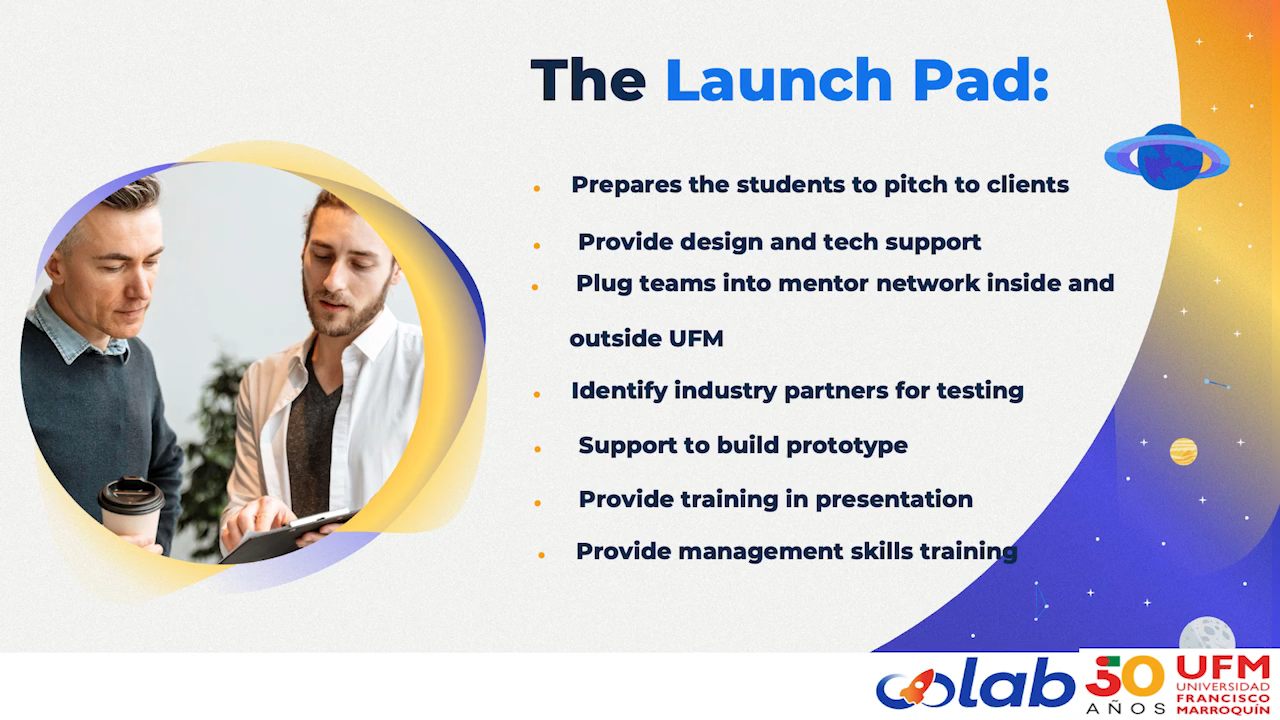 The Launch Pad:
• Prepares the students to pitch to clients
• Provide design and tech support
• Plug teams into mentor network inside and
outside UFM
• Identify industry partners for testing
• Support to build prototype
• Provide training in presentation
• Provide management skills training
colab
50
AÑOS
UFM
UNIVERSIDAD
FRANCISCO
MARROQUÍN